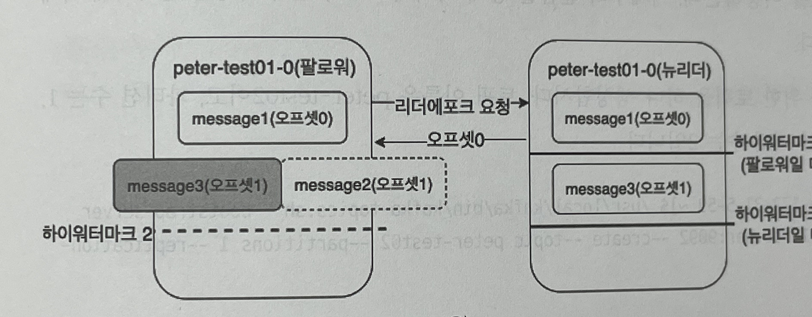 peter-test01-0(팔로워)
message1(오프셋0)
message3(오프셋1)
message2(오프셋1)
하이워터마크 2
리더에포크 요청
오프셋0
peter-test01-0(뉴리더)
message1(오프셋0)
message3(오프셋1)
하이워터마
(팔로워일
하이워터마
(뉴리더일